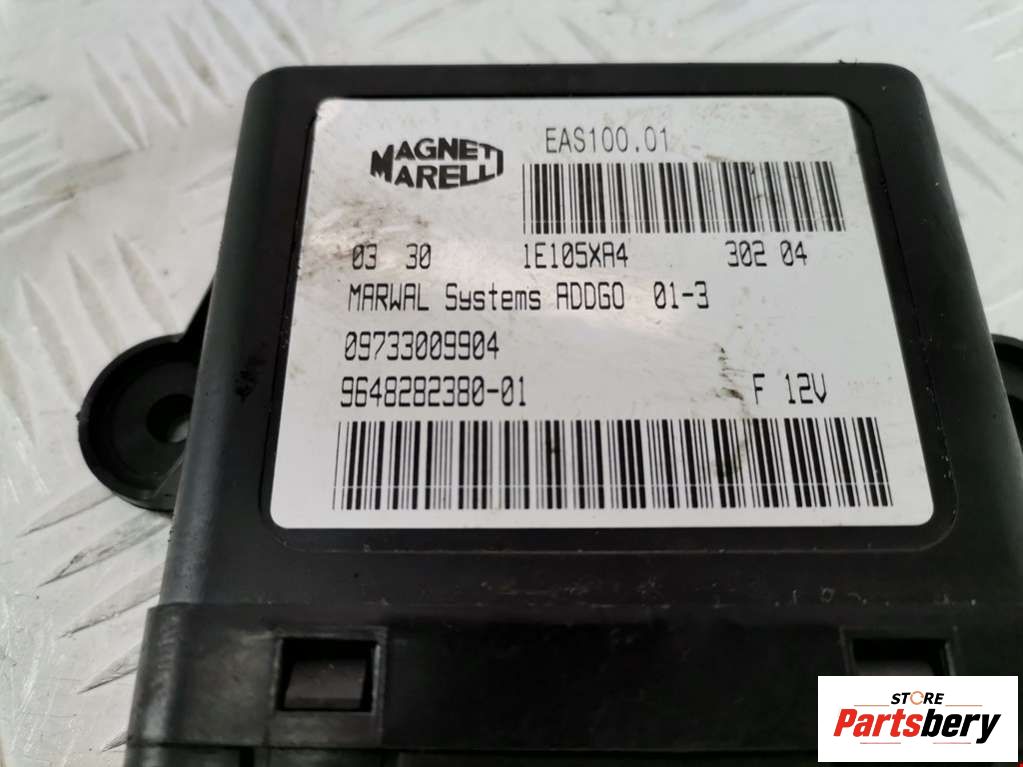 MAGNETI
MARELLI
EAS100.01
03 30 1E105XA4 302 04
MARWAL Systems ADDGO 01-3
09733009904
9648282380-01 F 12V
STORE
Partsbery